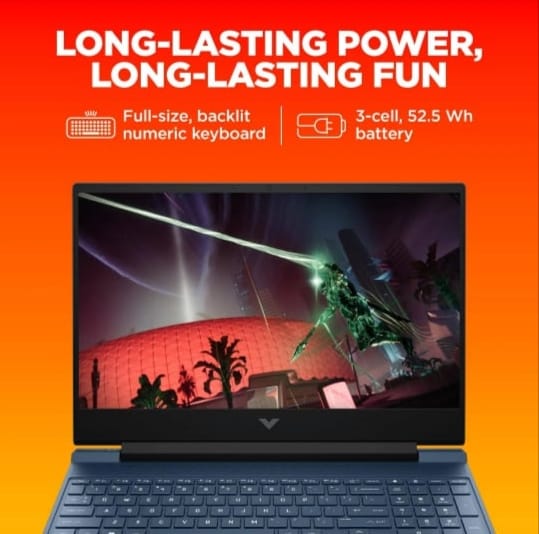 LONG-LASTING POWER,
LONG-LASTING FUN
Full-size, backlit
numeric keyboard
3-cell, 52.5 Wh
battery